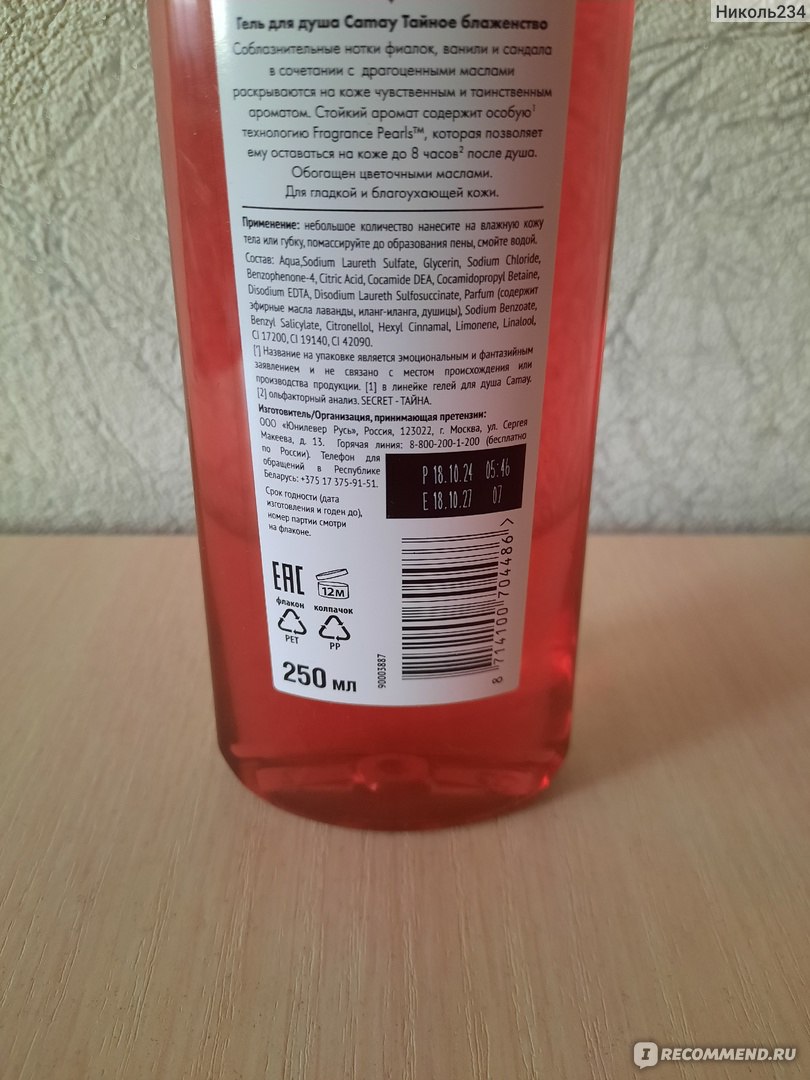 Николь234
Гель для душа Camay Тайное блаженство
Соблазнительные нотки фиалок, ванили и сандала
в сочетании с драгоценными маслами
раскрываются на коже чувственным и таинственным
ароматом. Стойкий аромат содержит особую¹
технологию Fragrance Pearls™, которая позволяет
ему оставаться на коже до 8 часов² после душа.
Обогащен цветочными маслами.
Для гладкой и благоухающей кожи.
Применение: небольшое количество нанесите на влажную кожу
тела или губку, помассируйте до образования пены, смойте водой.
Состав: Aqua,Sodium Laureth Sulfate, Glycerin, Sodium Chloride,
Benzophenone-4, Citric Acid, Cocamide DEA, Cocamidopropyl Betaine,
Disodium EDTA, Disodium Laureth Sulfosuccinate, Parfum (содержит
эфирные масла лаванды, иланг-иланга, душицы), Sodium Benzoate,
Benzyl Salicylate, Citronellol, Hexyl Cinnamal, Limonene, Linalool,
CI 17200, CI 19140, CI 42090.
[*] Название на упаковке является эмоциональным и фантазийным
заявлением и не связано с местом происхождения или
производства продукции. [1] в линейке гелей для душа Camay.
[2] ольфакторный анализ. SECRET - ТАЙНА.
Изготовитель/Организация, принимающая претензии:
ООО «Юнилевер Русь», Россия, 123022, г. Москва, ул. Сергея
Макеева, д. 13. Горячая линия: 8-800-200-1-200 (бесплатно
по России). Телефон для
обращений в Республике
Беларусь: +375 17 375-91-51.
P 18.10.24 05:46
E 18.10.27 07
Срок годности (дата
изготовления и годен до),
номер партии смотри
на флаконе.
EAC
12М
флакон колпачок
PET PP
250 мл
90003887
8 714100 704486 >
IRECOMMEND.RU